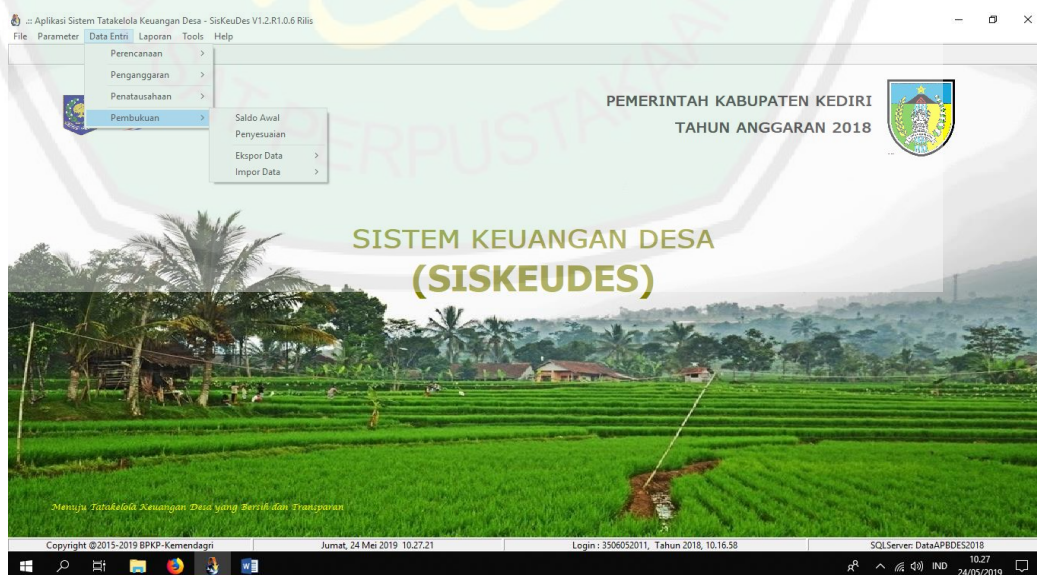 .:: Aplikasi Sistem Tatakelola Keuangan Desa - SisKeuDes V1.2.R1.0.6 Rilis
File Parameter Data Entri Laporan Tools Help
Perencanaan >
Penganggaran >
Penatausahaan >
Pembukuan >
Saldo Awal
Penyesuaian
Ekspor Data >
Impor Data >
PEMERINTAH KABUPATEN KEDIRI
TAHUN ANGGARAN 2018
PERPUSTAKAAN
SISTEM KEUANGAN DESA
(SISKEUDES)
Menuju Tatakelola Keuangan Desa yang Bersih dan Transparan
Copyright @2015-2019 BPKP-Kemendagri
Jumat, 24 Mei 2019 10.27.21
Login : 3506052011, Tahun 2018, 10.16.58
SQLServer: DataAPBDES2018
IND
10.27
24/05/2019